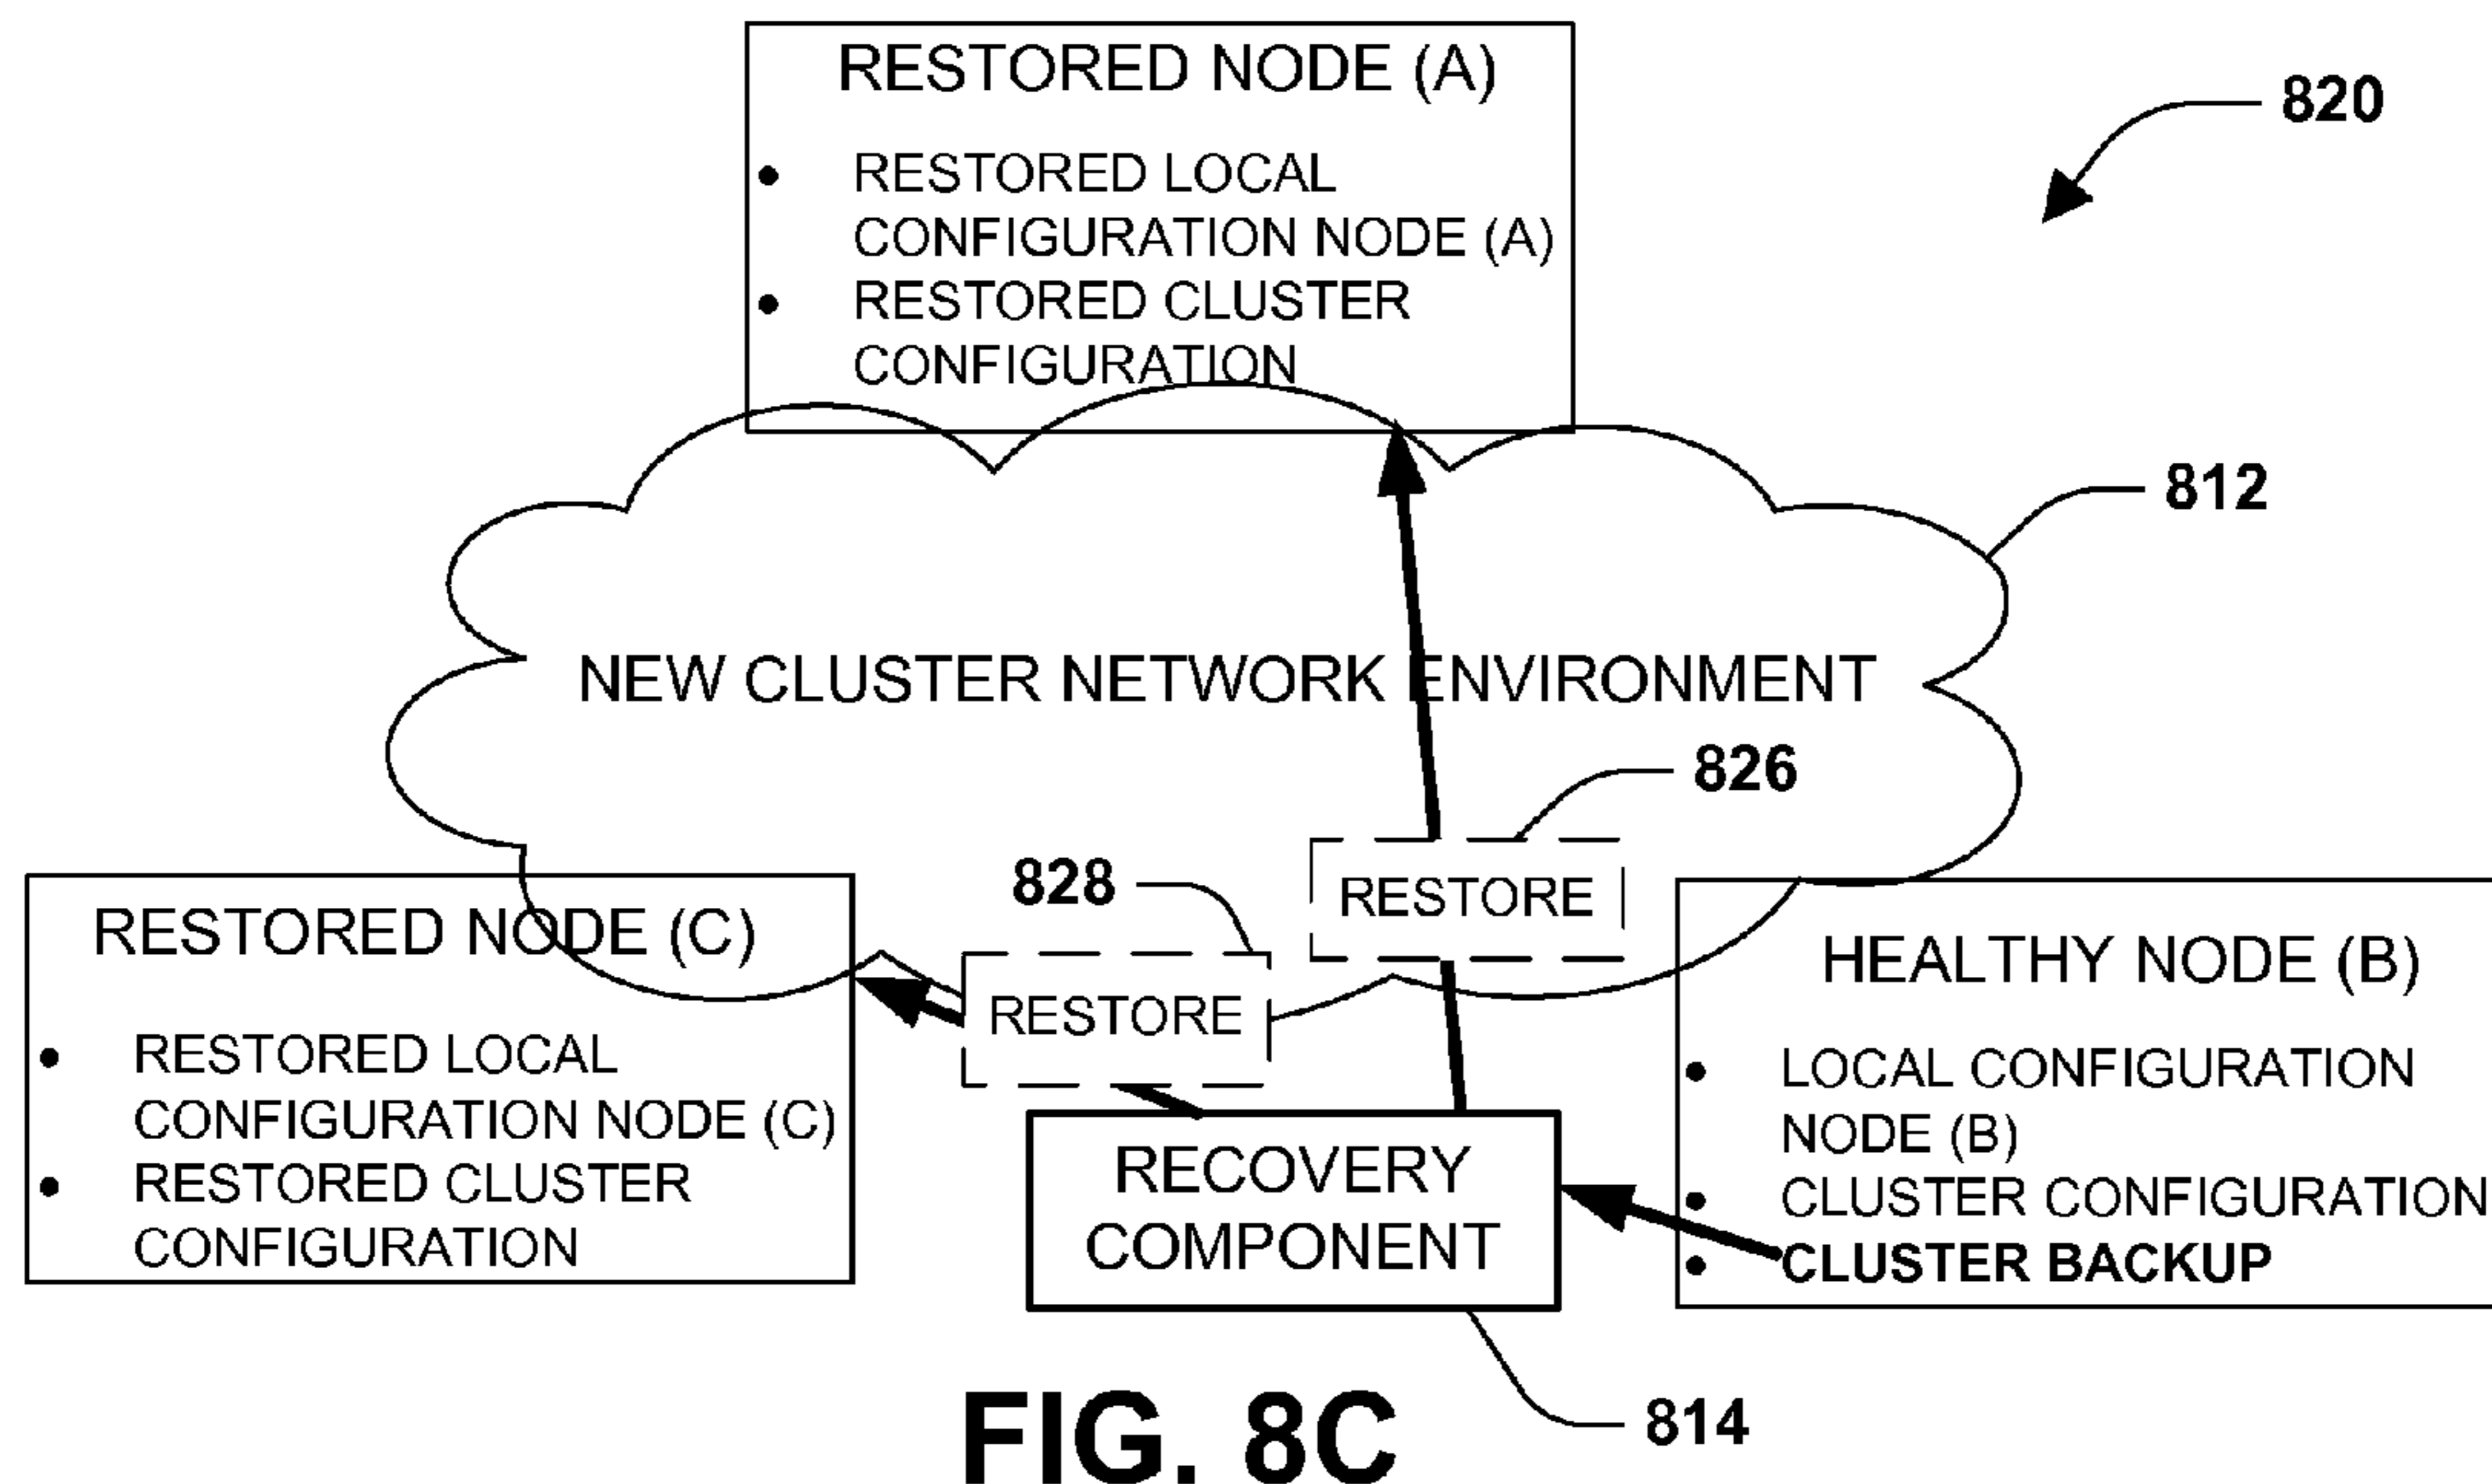 RESTORED NODE (A)
• RESTORED LOCAL
CONFIGURATION NODE (A)
• RESTORED CLUSTER
CONFIGURATION
820
812
NEW CLUSTER NETWORK ENVIRONMENT
826
RESTORE
828
RESTORE
RESTORED NODE (C)
• RESTORED LOCAL
CONFIGURATION NODE (C)
• RESTORED CLUSTER
CONFIGURATION
HEALTHY NODE (B)
• LOCAL CONFIGURATION
NODE (B)
• CLUSTER CONFIGURATION
• CLUSTER BACKUP
RECOVERY
COMPONENT
814
FIG. 8C